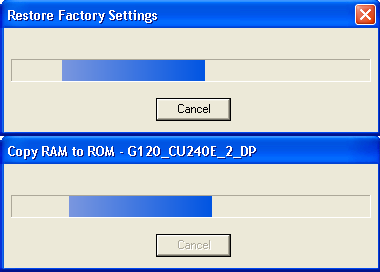 Restore Factory Settings
Cancel
Copy RAM to ROM - G120_CU240E_2_DP
Cancel